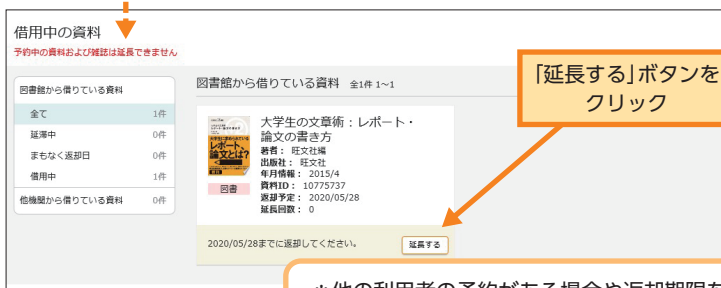 借用中の資料
予約中の資料および雑誌は延長できません
図書館から借りている資料
全て 1件
延滞中 0件
まもなく返却日 0件
借用中 1件
他機関から借りている資料 0件
図書館から借りている資料 全1件 1~1
大学生の文章術：レポート・
論文の書き方
著者： 旺文社編
出版社： 旺文社
年月情報： 2015/4
資料ID： 10775737
返却予定： 2020/05/28
延長回数： 0
レポート、
論文とは?
図書
2020/05/28までに返却してください。
延長する
「延長する」ボタンを
クリック
＊他の利用者の予約がある場合や返却期限を